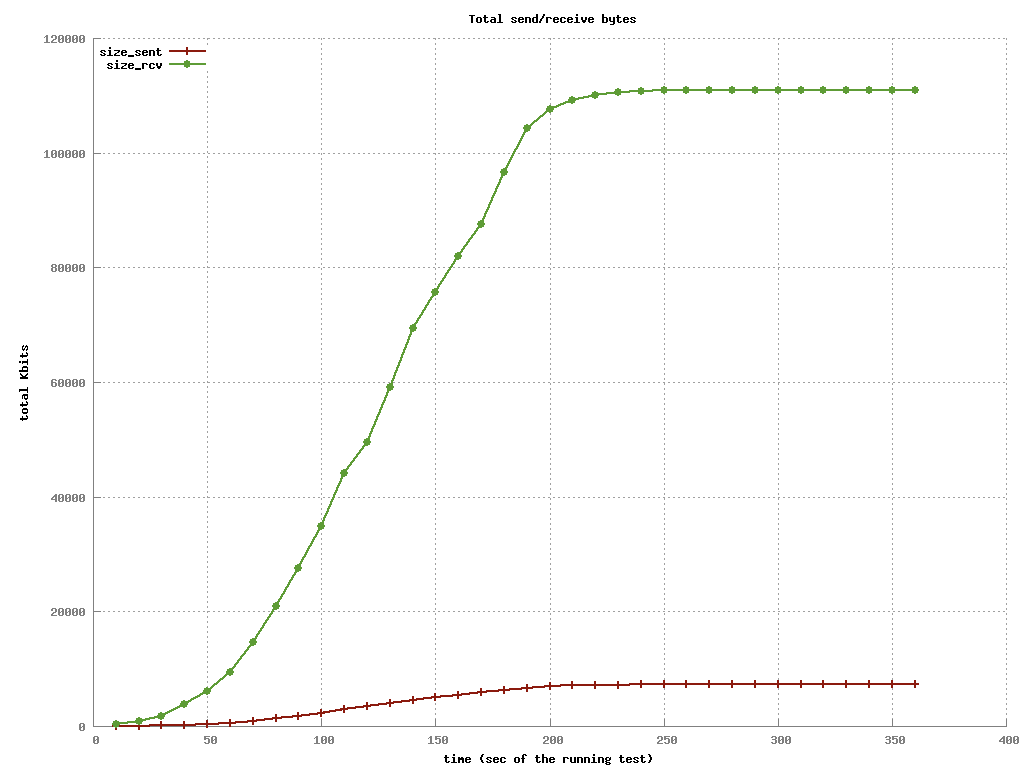 Total send/receive bytes
120000
size_sent
size_rcv
100000
80000
total Kbits
60000
40000
20000
0
0 50 100 150 200 250 300 350 400
time (sec of the running test)